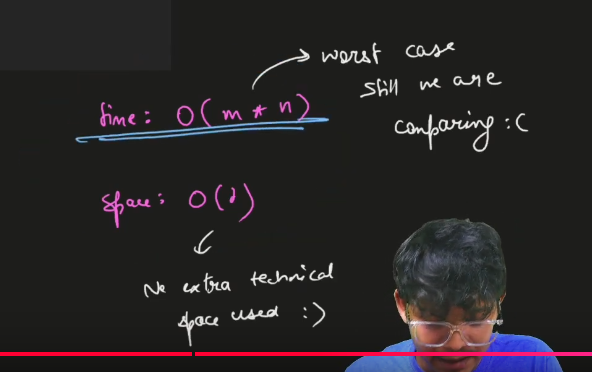 worst case
still we are
comparing :(
time: O(m * n)
space: O(1)
No extra technical
space used :)